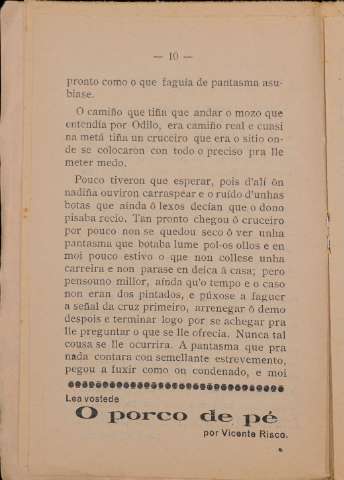 — 10 —
pronto como o que faguía de pantasma asu-
biase.
O camiño que tiña que andar o mozo que
entendía por Odilo, era camiño real e cuasi
na metá tiña un cruceiro que era o sitio on-
de se colocaron con todo o preciso pra lle
meter medo.
Pouco tiveron que esperar, pois d'alí ôn
nadiña ouviron carraspear e o ruído d'unhas
botas que aínda ô lexos decían que o dono
pisaba recio. Tan pronto chegou ô cruceiro
por pouco non se quedou seco ô ver unha
pantasma que botaba lume pol-os ollos e en
moi pouco estivo o que non collese unha
carreira e non parase en deica â casa; pero
pensouno millor, aínda qu'o tempo e o caso
non eran dos pintados, e púxose a faguer
a señal da cruz primeiro, arrenegar ô demo
despois e terminar logo por se achegar pra
lle preguntar o que se lle ofrecía. Nunca tal
cousa se lle ocurrira. A pantasma que pra
nada contara con semellante estrevemento,
pegou a fuxir como on condenado, e moi
Lea vostede
O porco de pé
por Vicente Risco.